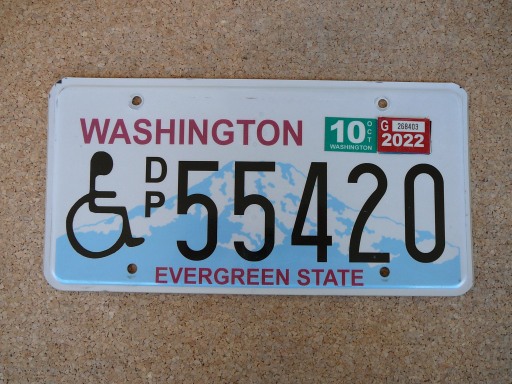 WASHINGTON
10 OCT
WASHINGTON
G 268403
2022
DP 55420
EVERGREEN STATE